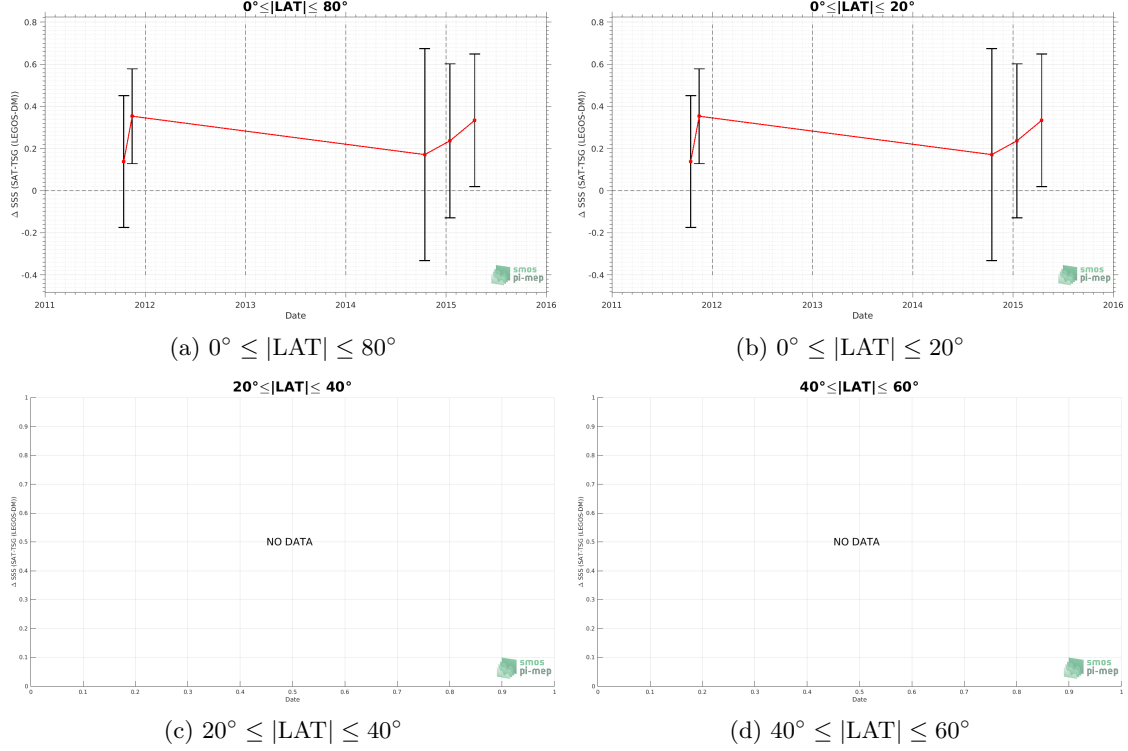 0°≤|LAT|≤ 80°
Δ SSS (SAT-TSG (LEGOS-DM))
0.8
0.6
0.4
0.2
0
-0.2
-0.4
2011 2012 2013 2014 2015 2016
Date
smos
pi-mep
(a) 0° ≤ |LAT| ≤ 80°
0°≤|LAT|≤ 20°
Δ SSS (SAT-TSG (LEGOS-DM))
0.8
0.6
0.4
0.2
0
-0.2
-0.4
2011 2012 2013 2014 2015 2016
Date
smos
pi-mep
(b) 0° ≤ |LAT| ≤ 20°
20°≤|LAT|≤ 40°
Δ SSS (SAT-TSG (LEGOS-DM))
1
0.9
0.8
0.7
0.6
0.5
0.4
0.3
0.2
0.1
0
NO DATA
0 0.1 0.2 0.3 0.4 0.5 0.6 0.7 0.8 0.9 1
Date
smos
pi-mep
(c) 20° ≤ |LAT| ≤ 40°
40°≤|LAT|≤ 60°
Δ SSS (SAT-TSG (LEGOS-DM))
1
0.9
0.8
0.7
0.6
0.5
0.4
0.3
0.2
0.1
0
NO DATA
0 0.1 0.2 0.3 0.4 0.5 0.6 0.7 0.8 0.9 1
Date
smos
pi-mep
(d) 40° ≤ |LAT| ≤ 60°